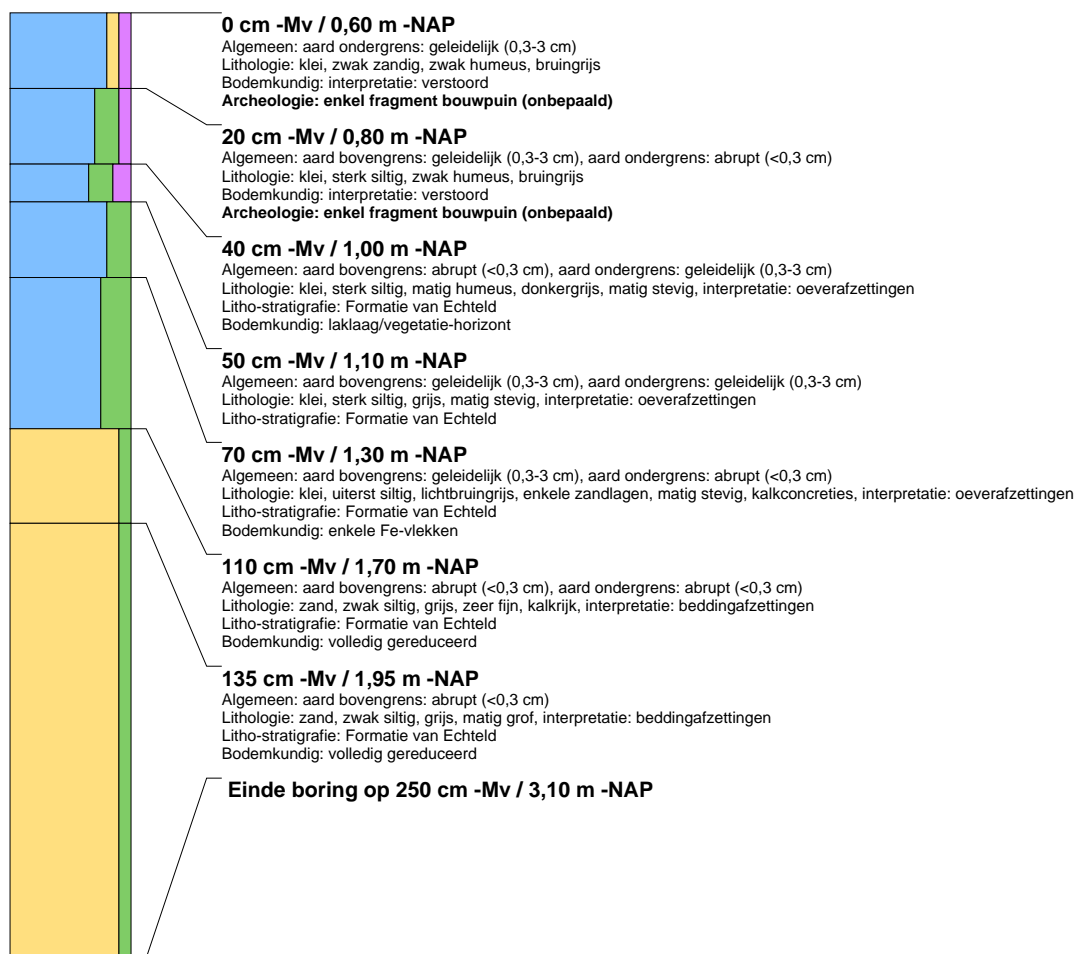 0 cm -Mv / 0,60 m -NAP
Algemeen: aard ondergrens: geleidelijk (0,3-3 cm)
Lithologie: klei, zwak zandig, zwak humeus, bruingrijs
Bodemkundig: interpretatie: verstoord
Archeologie: enkel fragment bouwpuin (onbepaald)
20 cm -Mv / 0,80 m -NAP
Algemeen: aard bovengrens: geleidelijk (0,3-3 cm), aard ondergrens: abrupt (<0,3 cm)
Lithologie: klei, sterk siltig, zwak humeus, bruingrijs
Bodemkundig: interpretatie: verstoord
Archeologie: enkel fragment bouwpuin (onbepaald)
40 cm -Mv / 1,00 m -NAP
Algemeen: aard bovengrens: abrupt (<0,3 cm), aard ondergrens: geleidelijk (0,3-3 cm)
Lithologie: klei, sterk siltig, matig humeus, donkergrijs, matig stevig, interpretatie: oeverafzettingen
Litho-stratigrafie: Formatie van Echteld
Bodemkundig: laklaag/vegetatie-horizont
50 cm -Mv / 1,10 m -NAP
Algemeen: aard bovengrens: geleidelijk (0,3-3 cm), aard ondergrens: geleidelijk (0,3-3 cm)
Lithologie: klei, sterk siltig, grijs, matig stevig, interpretatie: oeverafzettingen
Litho-stratigrafie: Formatie van Echteld
70 cm -Mv / 1,30 m -NAP
Algemeen: aard bovengrens: geleidelijk (0,3-3 cm), aard ondergrens: abrupt (<0,3 cm)
Lithologie: klei, uiterst siltig, lichtbruingrijs, enkele zandlagen, matig stevig, kalkconcreties, interpretatie: oeverafzettingen
Litho-stratigrafie: Formatie van Echteld
Bodemkundig: enkele Fe-vlekken
110 cm -Mv / 1,70 m -NAP
Algemeen: aard bovengrens: abrupt (<0,3 cm), aard ondergrens: abrupt (<0,3 cm)
Lithologie: zand, zwak siltig, grijs, zeer fijn, kalkrijk, interpretatie: beddingafzettingen
Litho-stratigrafie: Formatie van Echteld
Bodemkundig: volledig gereduceerd
135 cm -Mv / 1,95 m -NAP
Algemeen: aard bovengrens: abrupt (<0,3 cm)
Lithologie: zand, zwak siltig, grijs, matig grof, interpretatie: beddingafzettingen
Litho-stratigrafie: Formatie van Echteld
Bodemkundig: volledig gereduceerd
Einde boring op 250 cm -Mv / 3,10 m -NAP